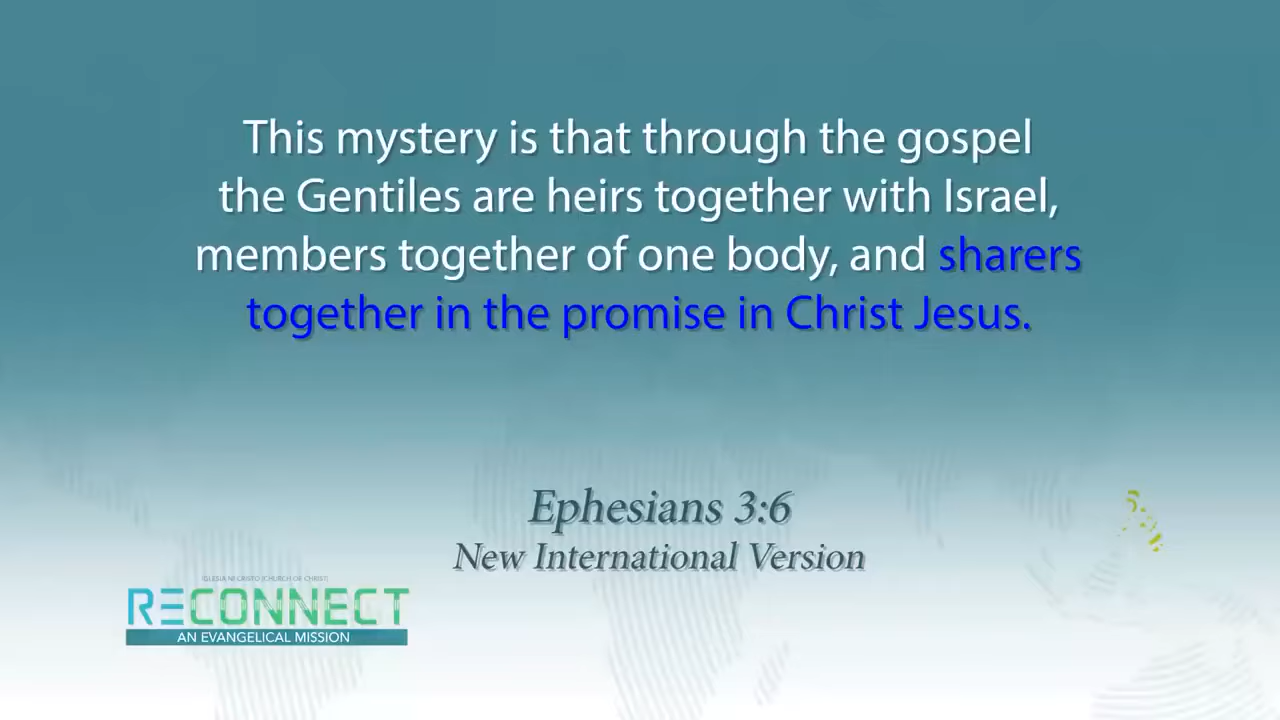 This mystery is that through the gospel
the Gentiles are heirs together with Israel,
members together of one body, and sharers
together in the promise in Christ Jesus.
Ephesians 3:6
New International Version
IGLESIA NI CRISTO (CHURCH OF CHRIST)
RECONNECT
AN EVANGELICAL MISSION